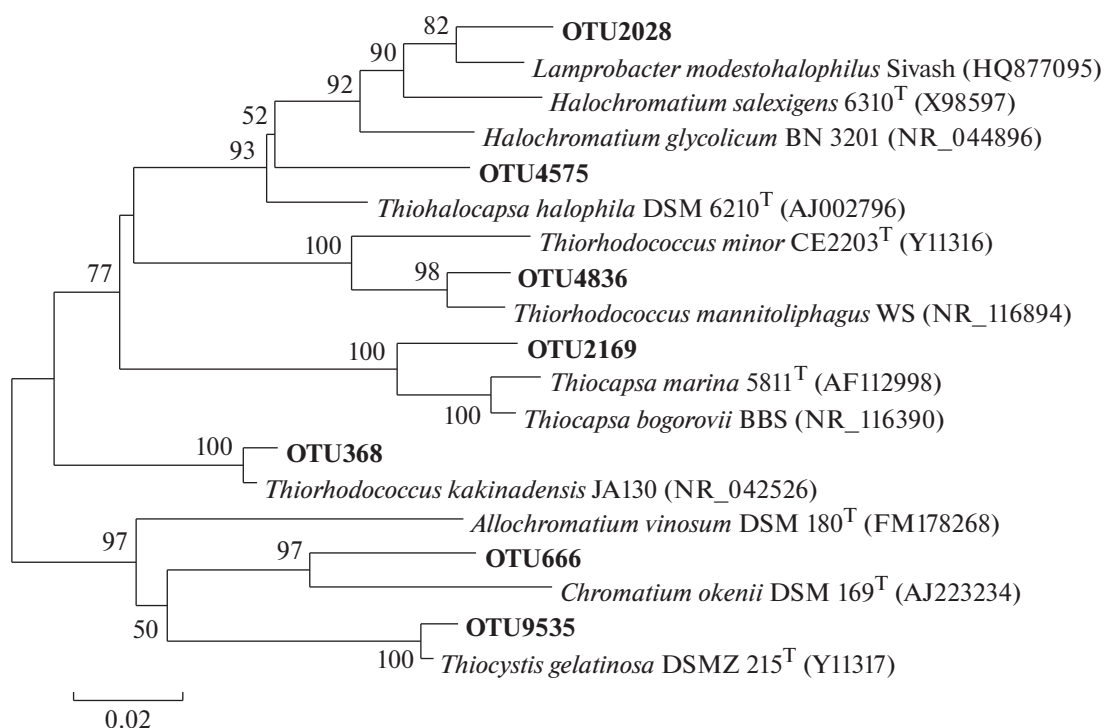 82
OTU2028
90
Lamprobacter modestohalophilus Sivash (HQ877095)
92
Halochromatium salexigens 6310ᵀ (X98597)
52
Halochromatium glycolicum BN 3201 (NR_044896)
93
OTU4575
Thiohalocapsa halophila DSM 6210ᵀ (AJ002796)
100
Thiorhodococcus minor CE2203ᵀ (Y11316)
77
98
OTU4836
Thiorhodococcus mannitoliphagus WS (NR_116894)
100
OTU2169
Thiocapsa marina 5811ᵀ (AF112998)
100
Thiocapsa bogorovii BBS (NR_116390)
100
OTU368
Thiorhodococcus kakinadensis JA130 (NR_042526)
Allochromatium vinosum DSM 180ᵀ (FM178268)
97
97
OTU666
Chromatium okenii DSM 169ᵀ (AJ223234)
50
OTU9535
100
Thiocystis gelatinosa DSMZ 215ᵀ (Y11317)
0.02